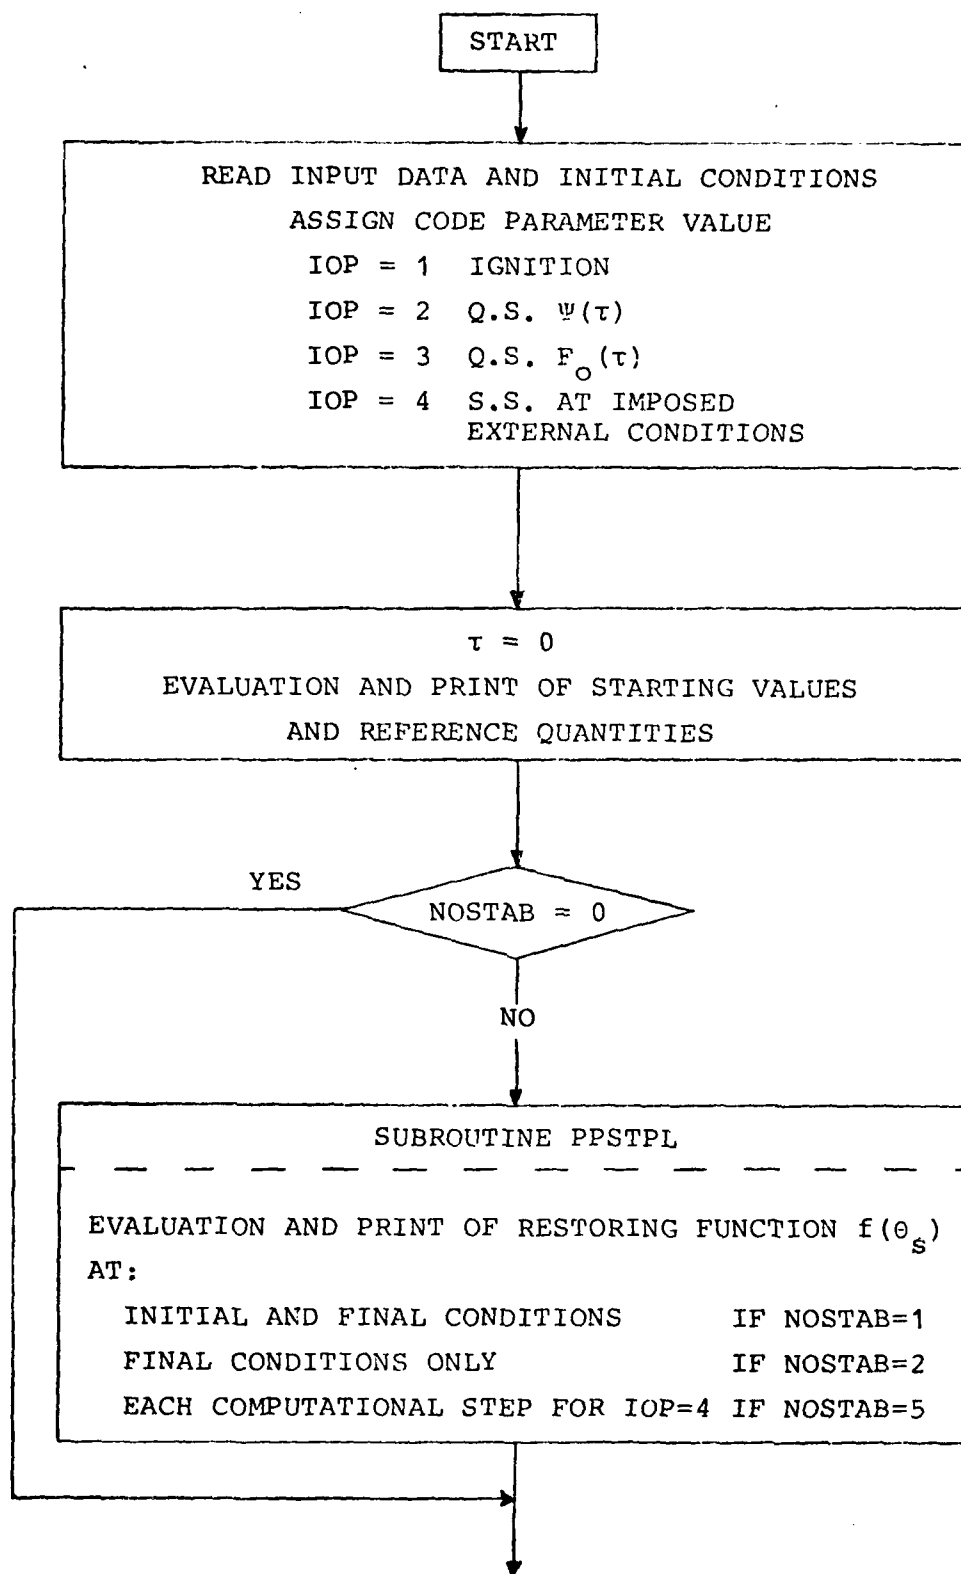 START
READ INPUT DATA AND INITIAL CONDITIONS
ASSIGN CODE PARAMETER VALUE
IOP = 1 IGNITION
IOP = 2 Q.S. Ψ(τ)
IOP = 3 Q.S. F_o(τ)
IOP = 4 S.S. AT IMPOSED
EXTERNAL CONDITIONS
τ = 0
EVALUATION AND PRINT OF STARTING VALUES
AND REFERENCE QUANTITIES
YES
NOSTAB = 0
NO
SUBROUTINE PPSTPL
EVALUATION AND PRINT OF RESTORING FUNCTION f(θ_s)
AT:
INITIAL AND FINAL CONDITIONS IF NOSTAB=1
FINAL CONDITIONS ONLY IF NOSTAB=2
EACH COMPUTATIONAL STEP FOR IOP=4 IF NOSTAB=5